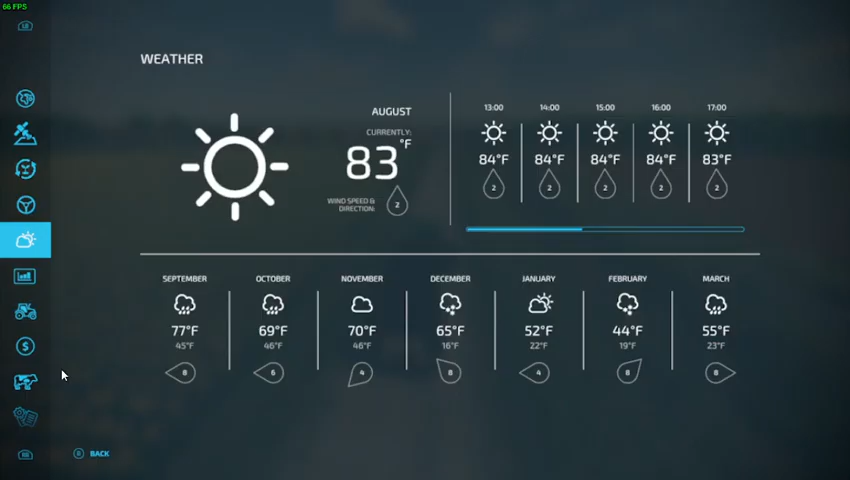 66 FPS
LB
WEATHER
AUGUST
CURRENTLY:
83 °F
WIND SPEED &
DIRECTION:
2
13:00 14:00 15:00 16:00 17:00
84°F 84°F 84°F 84°F 83°F
2 2 2 2 2
SEPTEMBER OCTOBER NOVEMBER DECEMBER JANUARY FEBRUARY MARCH
77°F 69°F 70°F 65°F 52°F 44°F 55°F
45°F 46°F 46°F 16°F 22°F 19°F 23°F
8 6 4 8 4 8 8
RB
B BACK